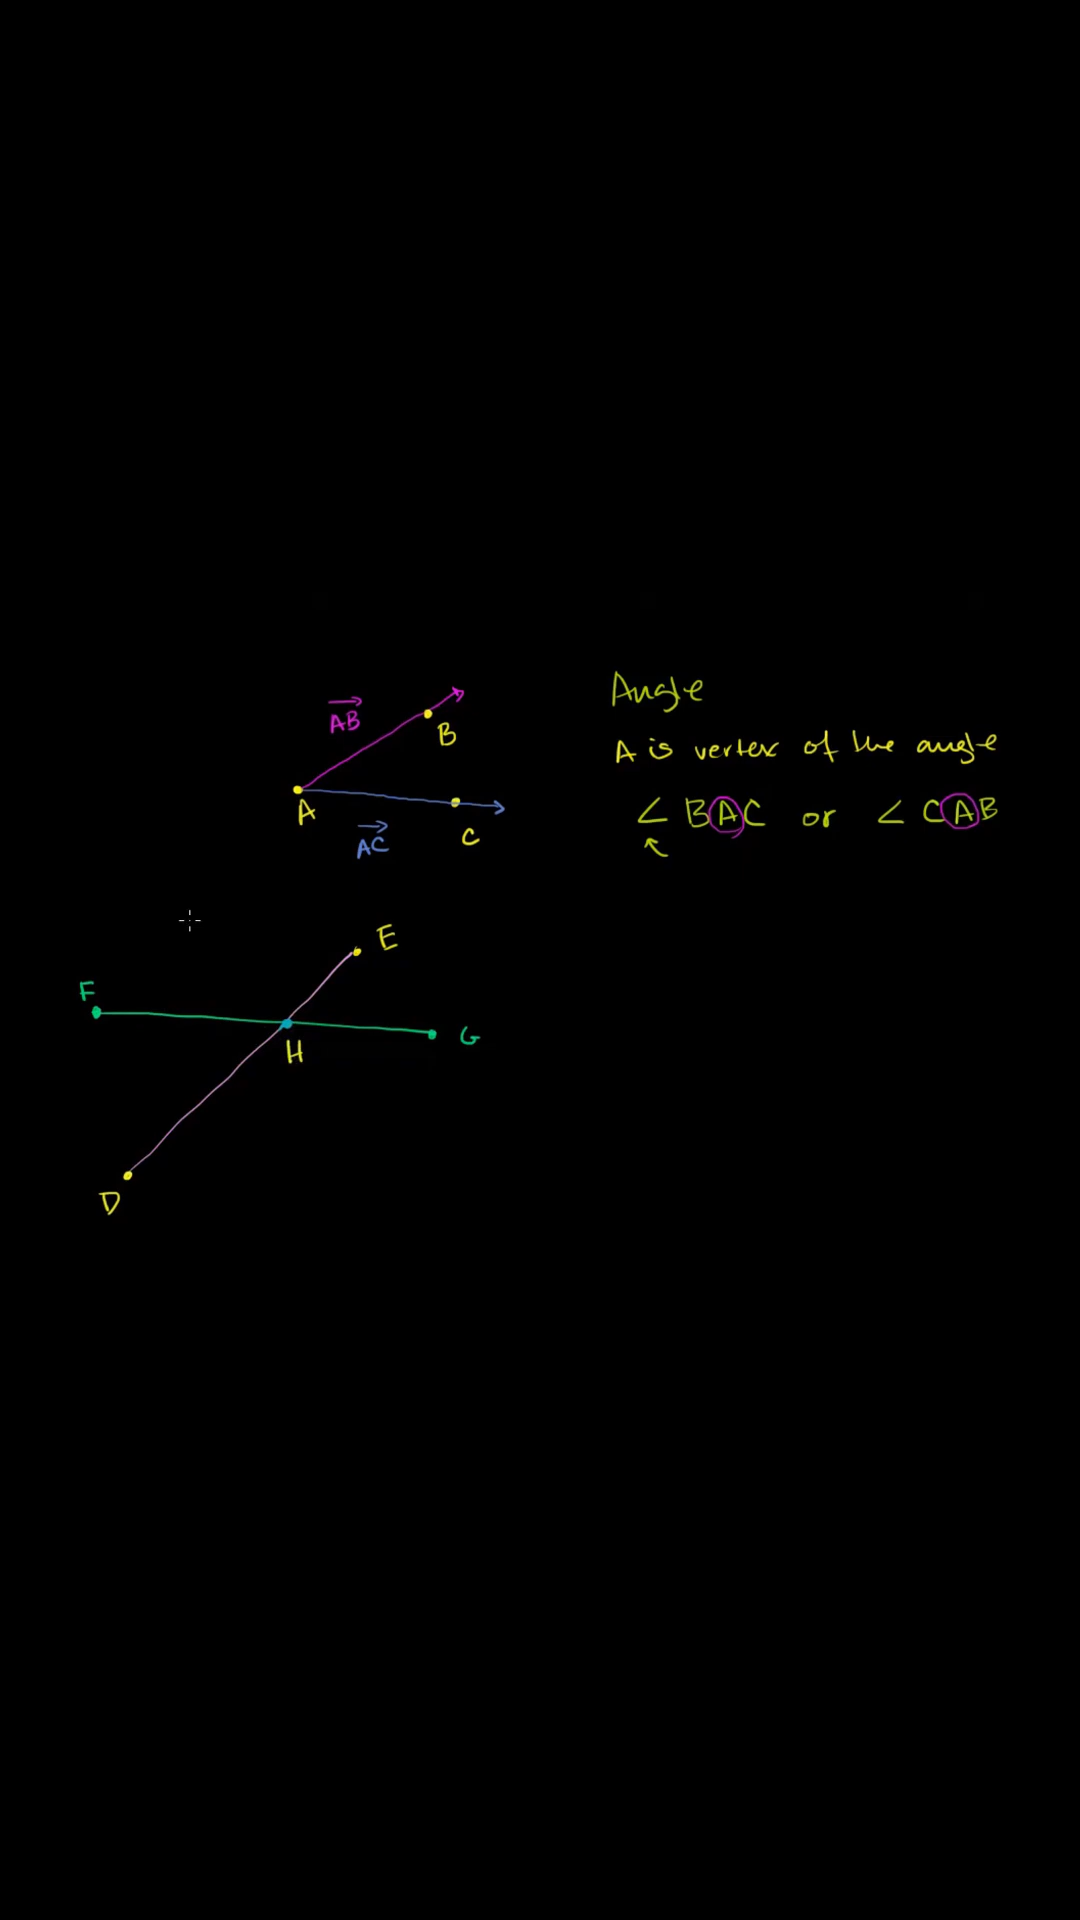 Angle
A is vertex of the angle
∠ BAC or ∠ CAB
AB
B
A
AC
C
E
F
G
H
D